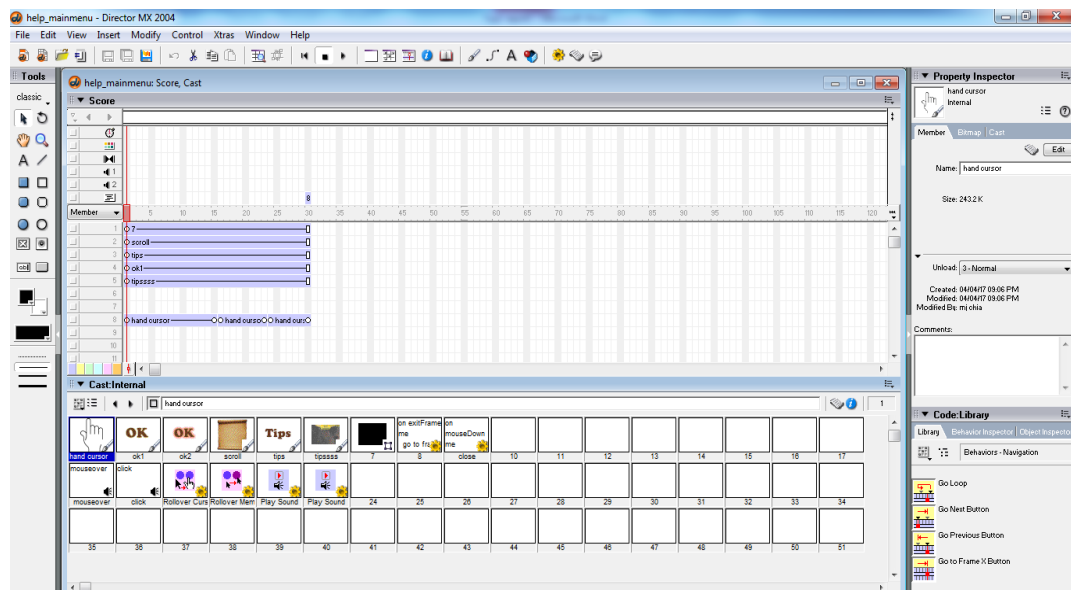 help_mainmenu - Director MX 2004
File Edit View Insert Modify Control Xtras Window Help
Tools
classic
help_mainmenu: Score, Cast
Score
1
2
8
Member
5 10 15 20 25 30 35 40 45 50 55 60 65 70 75 80 85 90 95 100 105 110 115 120
1 7
2 scroll
3 tips
4 ok1
5 tipssss
6
7
8 hand cursor hand curso hand curs
9
10
11
Cast:Internal
hand cursor
1
OK OK Tips on exitFrame me go to fra on mouseDown me
hand cursor ok1 ok2 scroll tips tipssss 7 8 close 10 11 12 13 14 15 16 17
mouseover click
mouseover click Rollover Curs Rollover Mem Play Sound Play Sound 24 25 26 27 28 29 30 31 32 33 34
35 36 37 38 39 40 41 42 43 44 45 46 47 48 49 50 51
Property Inspector
hand cursor
Internal
Member Bitmap Cast
Edit
Name: hand cursor
Size: 243.2 K
Unload: 3 - Normal
Created: 04/04/17 09:06 PM
Modified: 04/04/17 09:06 PM
Modified By: mj chia
Comments:
Code:Library
Library Behavior Inspector Object Inspecto
Behaviors - Navigation
Go Loop
Go Next Button
Go Previous Button
Go to Frame X Button